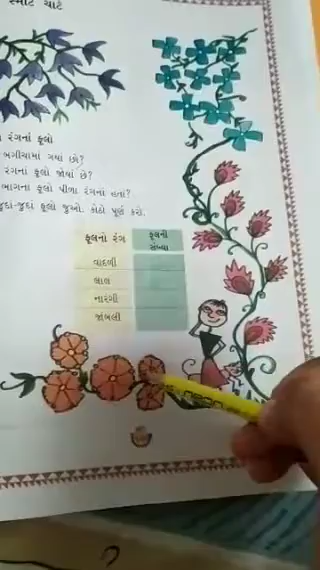 સ્માર્ટ ચાર્ટ
રંગનાં ફૂલો
બગીચામાં ગયાં છો?
રંગનાં ફૂલો જોયાં છે?
ભાગનાં ફૂલો પીળા રંગનાં હતાં?
જુદાં-જુદાં ફૂલો જુઓ. કોઠો પૂર્ણ કરો.
ફૂલનો રંગ ફૂલની સંખ્યા
વાદળી
લાલ
નારંગી
જાંબલી